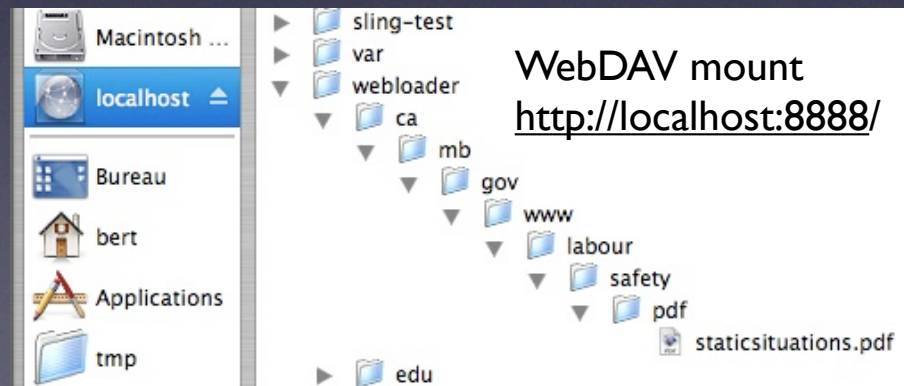 Macintosh ...
localhost
Bureau
bert
Applications
tmp
sling-test
var
webloader
ca
mb
gov
www
labour
safety
pdf
staticsituations.pdf
edu
WebDAV mount
http://localhost:8888/